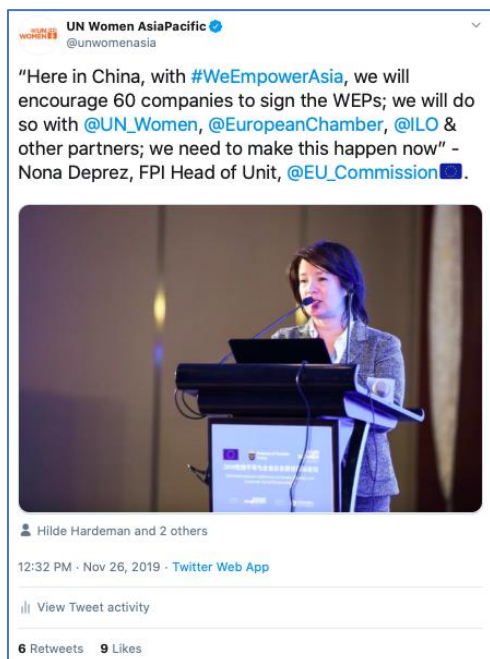 UN WOMEN
UN Women AsiaPacific
@unwomenasia
“Here in China, with #WeEmpowerAsia, we will
encourage 60 companies to sign the WEPs; we will do
so with @UN_Women, @EuropeanChamber, @ILO &
other partners; we need to make this happen now” -
Nona Deprez, FPI Head of Unit, @EU_Commission🇪🇺.
Hilde Hardeman and 2 others
12:32 PM · Nov 26, 2019 · Twitter Web App
View Tweet activity
6 Retweets 9 Likes